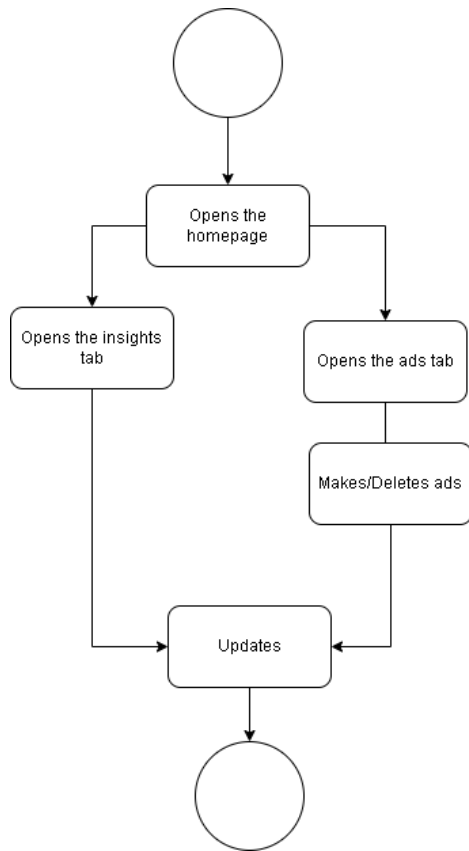 Opens the
homepage
Opens the insights
tab
Opens the ads tab
Makes/Deletes ads
Updates